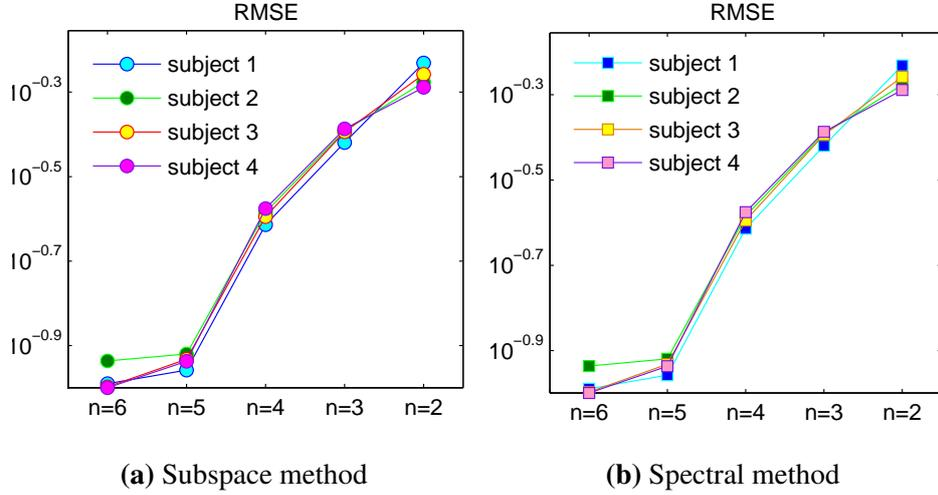 RMSE
subject 1
subject 2
subject 3
subject 4
10^−0.3
10^−0.5
10^−0.7
10^−0.9
n=6 n=5 n=4 n=3 n=2
(a) Subspace method
RMSE
subject 1
subject 2
subject 3
subject 4
10^−0.3
10^−0.5
10^−0.7
10^−0.9
n=6 n=5 n=4 n=3 n=2
(b) Spectral method